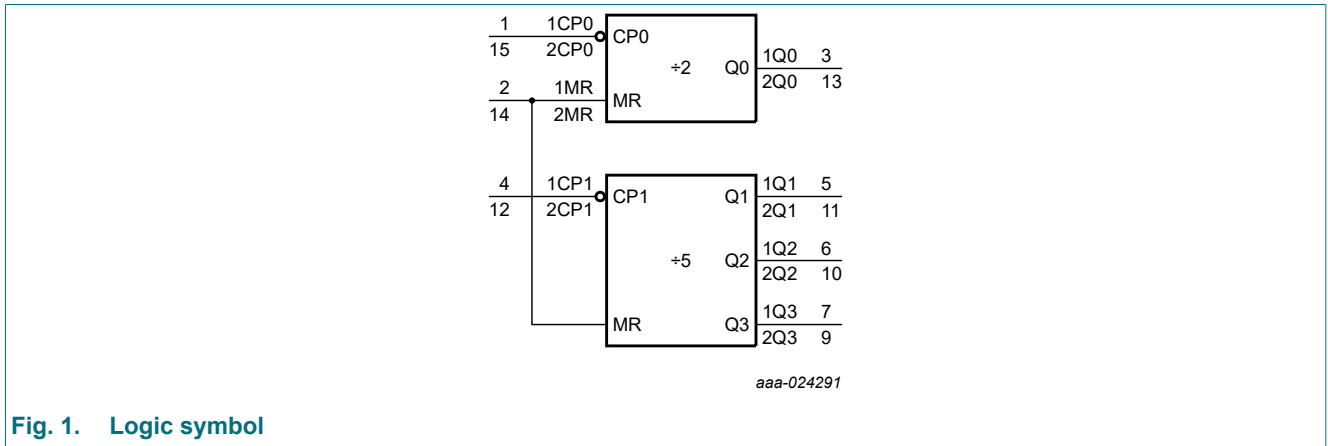 1 1CP0
15 2CP0
CP0
÷2
Q0
1Q0 3
2Q0 13
2 1MR
14 2MR
MR
4 1CP1
12 2CP1
CP1
Q1
1Q1 5
2Q1 11
÷5
Q2
1Q2 6
2Q2 10
MR
Q3
1Q3 7
2Q3 9
aaa-024291
Fig. 1. Logic symbol